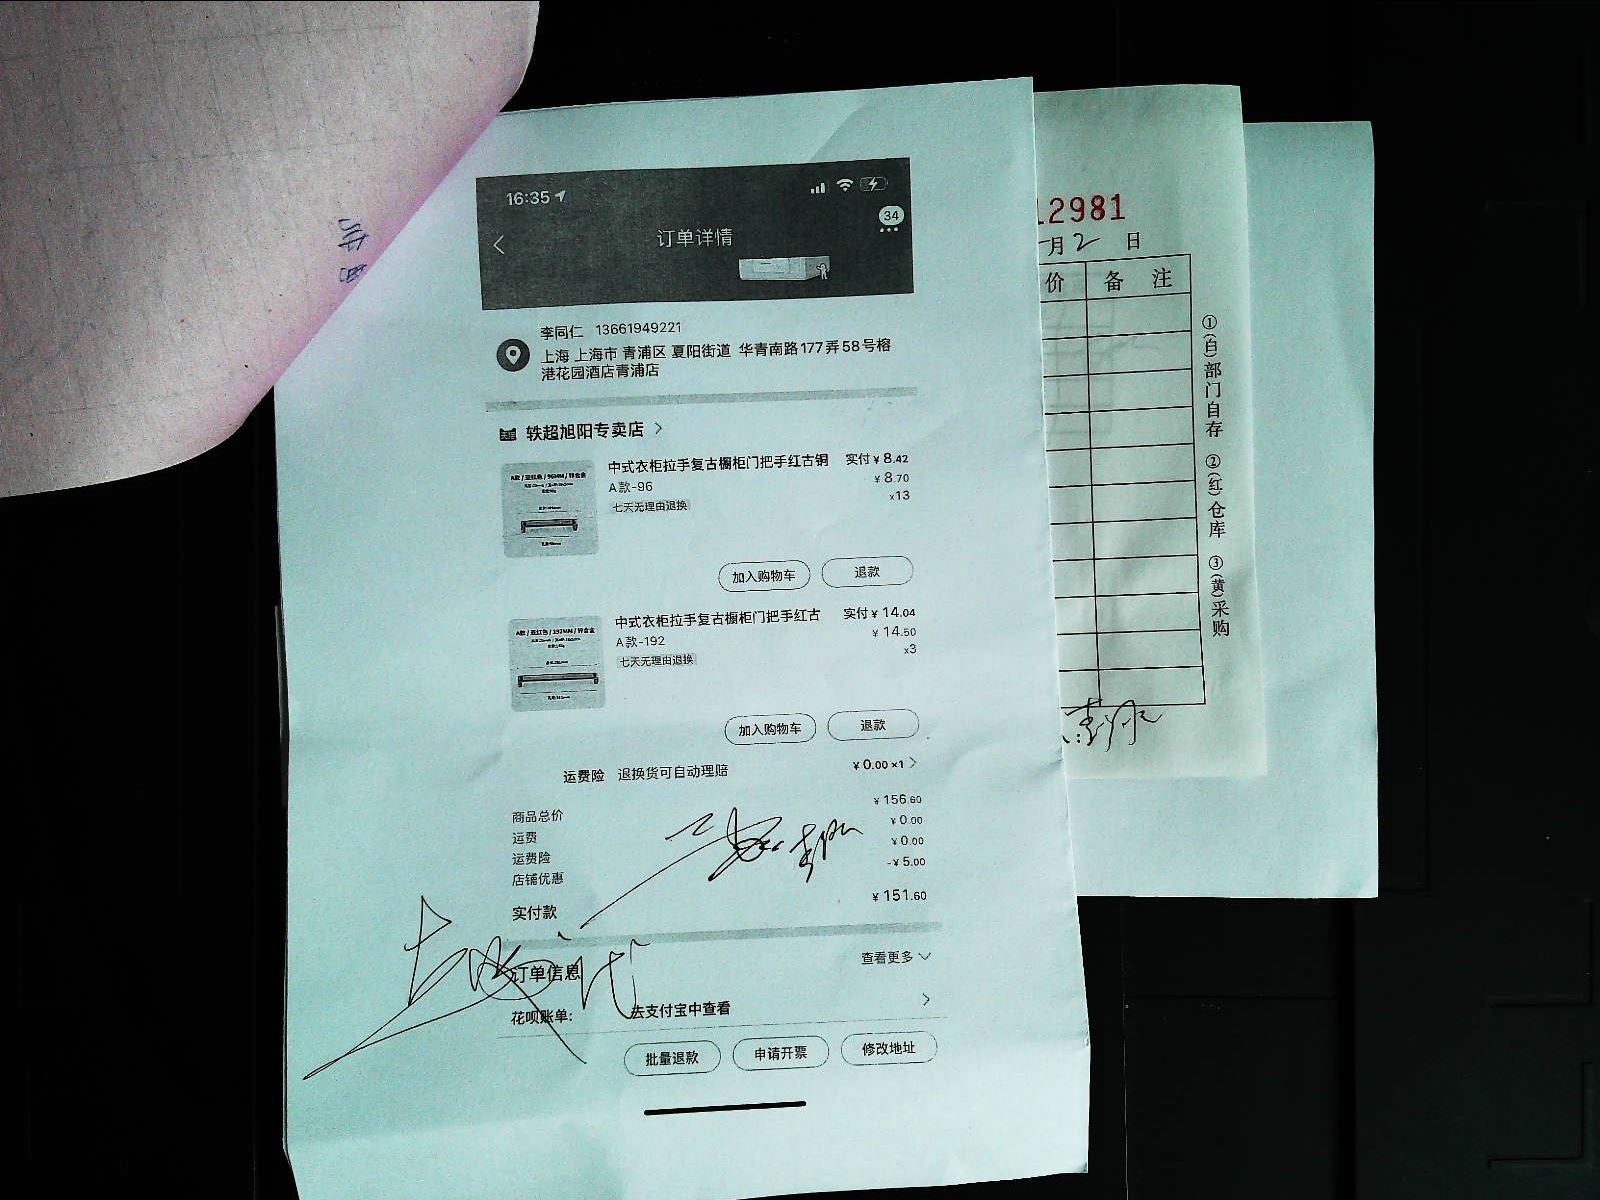 16:35
34
订单详情
李同仁 13661949221
上海 上海市 青浦区 夏阳街道 华青南路177弄58号榕
港花园酒店青浦店
轶超旭阳专卖店 >
中式衣柜拉手复古橱柜门把手红古铜 实付¥8.42
A款-96 ¥8.70
七天无理由退换 x13
加入购物车 退款
中式衣柜拉手复古橱柜门把手红古 实付¥14.04
A款-192 ¥14.50
七天无理由退换 x3
加入购物车 退款
运费险 退换货可自动理赔 ¥0.00 x1 >
商品总价 ¥156.60
运费 ¥0.00
运费险 ¥0.00
店铺优惠 -¥5.00
实付款 ¥151.60
订单信息 查看更多
花呗账单: 去支付宝中查看 >
批量退款 申请开票 修改地址
12981
月2日
价 备注
①(白)部门自存 ②(红)仓库 ③(黄)采购